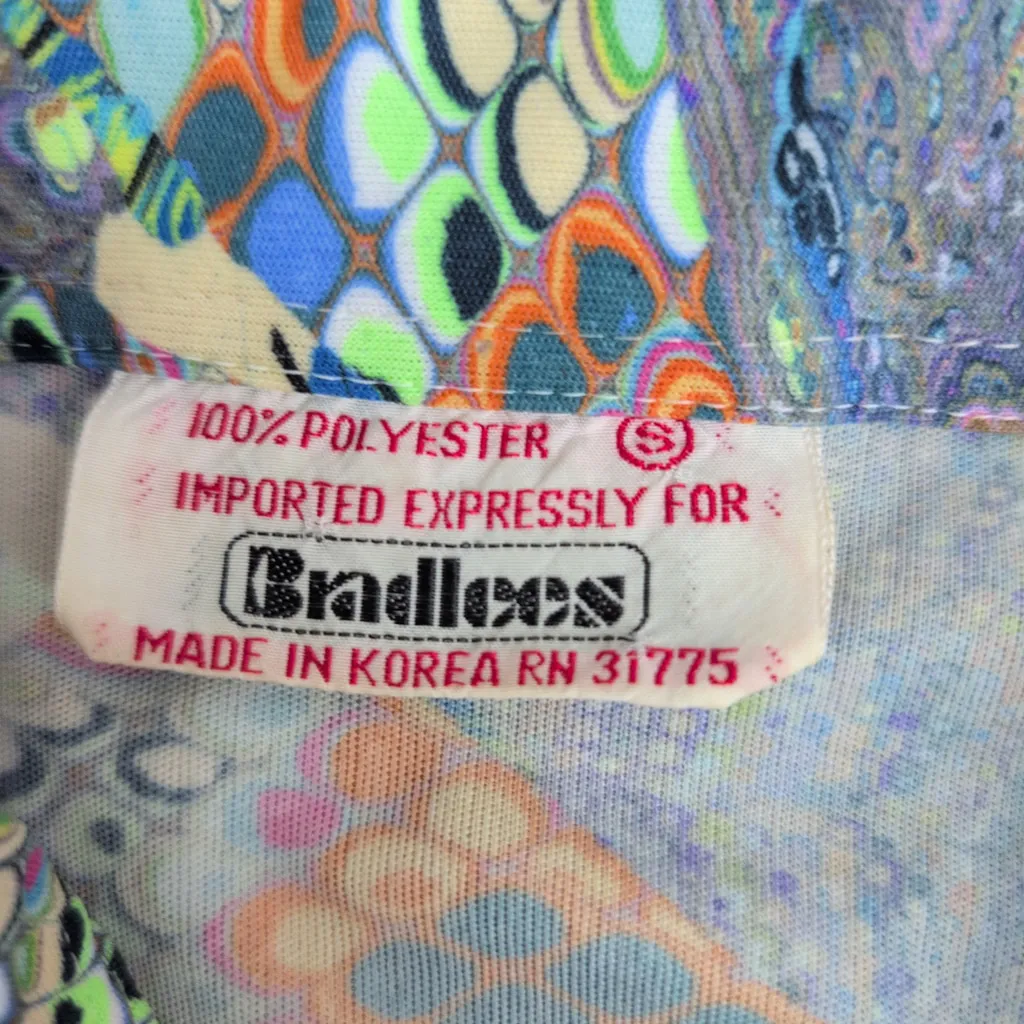 100% POLYESTER S
IMPORTED EXPRESSLY FOR
Bradlees
MADE IN KOREA RN 31775